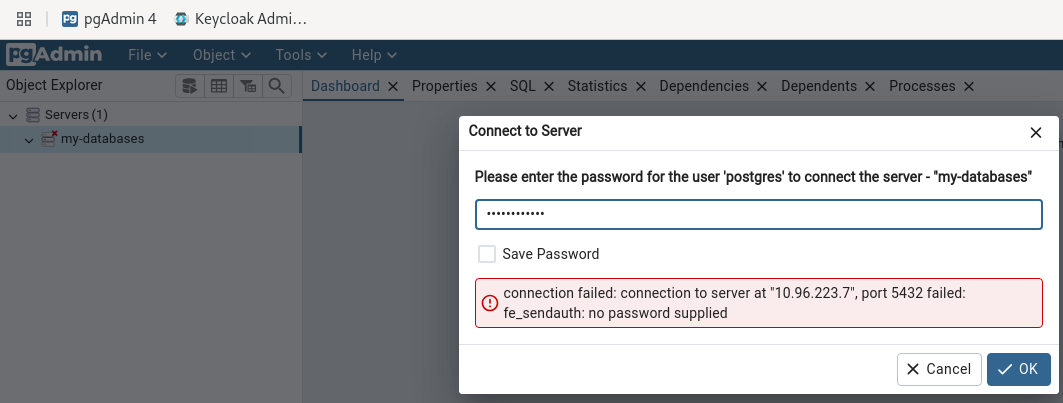 pgAdmin 4 Keycloak Admi...
pgAdmin File Object Tools Help
Object Explorer Dashboard Properties SQL Statistics Dependencies Dependents Processes
Servers (1)
my-databases
Connect to Server
Please enter the password for the user 'postgres' to connect the server - "my-databases"
••••••••••••
Save Password
connection failed: connection to server at "10.96.223.7", port 5432 failed:
fe_sendauth: no password supplied
Cancel OK